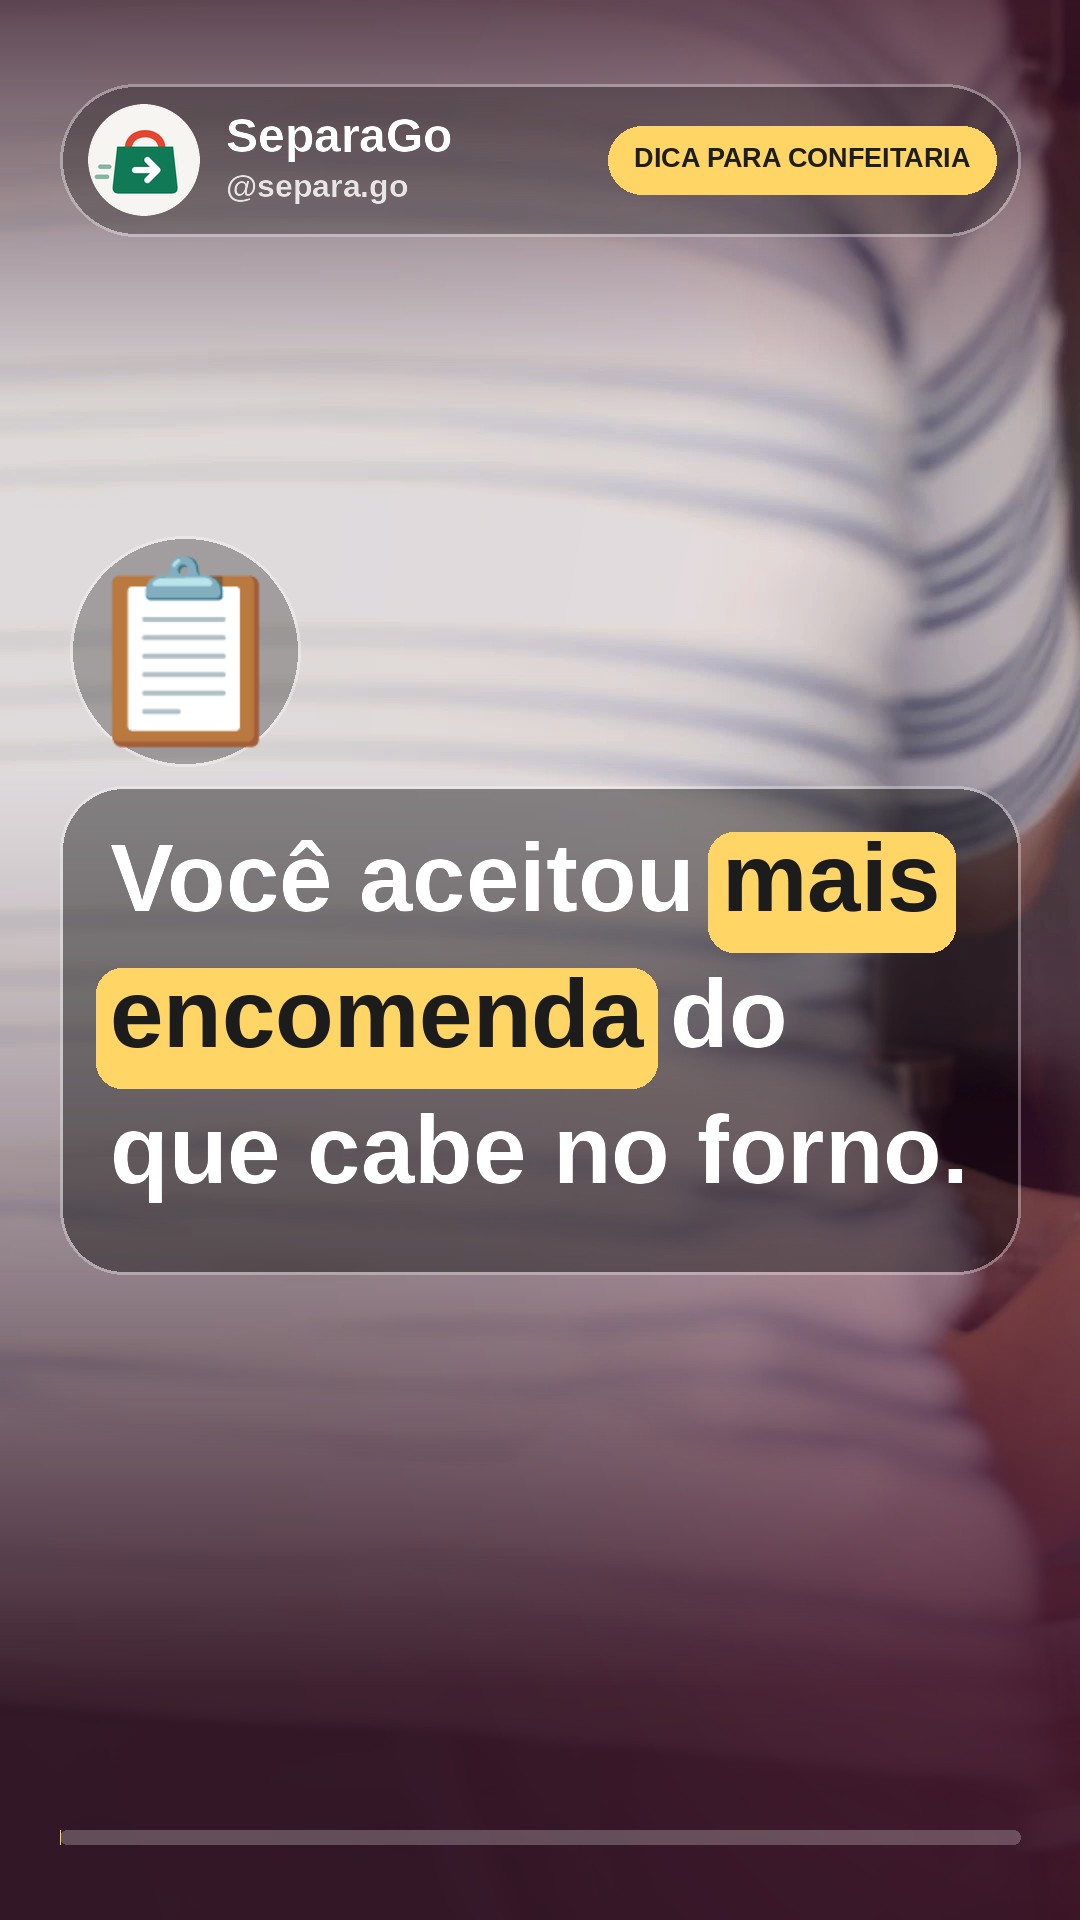 SeparaGo
@separa.go
DICA PARA CONFEITARIA
Você aceitou mais
encomenda do
que cabe no forno.